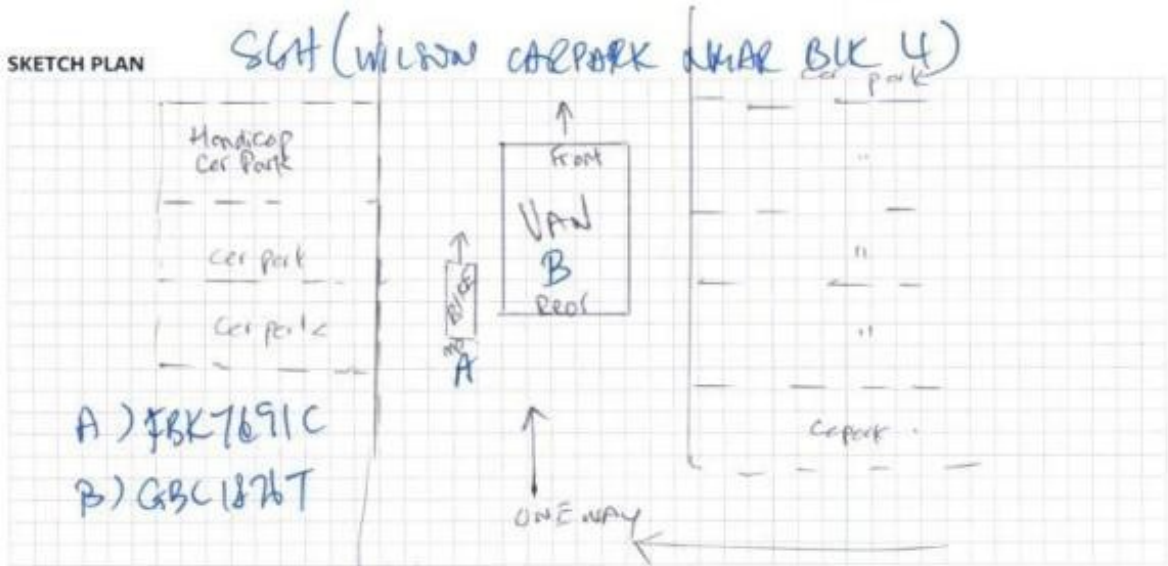 SKETCH PLAN
SGH (WILSON CARPARK NEAR BLK 4)
Car park
Handicap
Car Park
Front
"
VAN
B
Rear
car park
BIKE
"
Car park
"
A
A) FBK7691C
B) GBC1826T
Carpark
ONE WAY